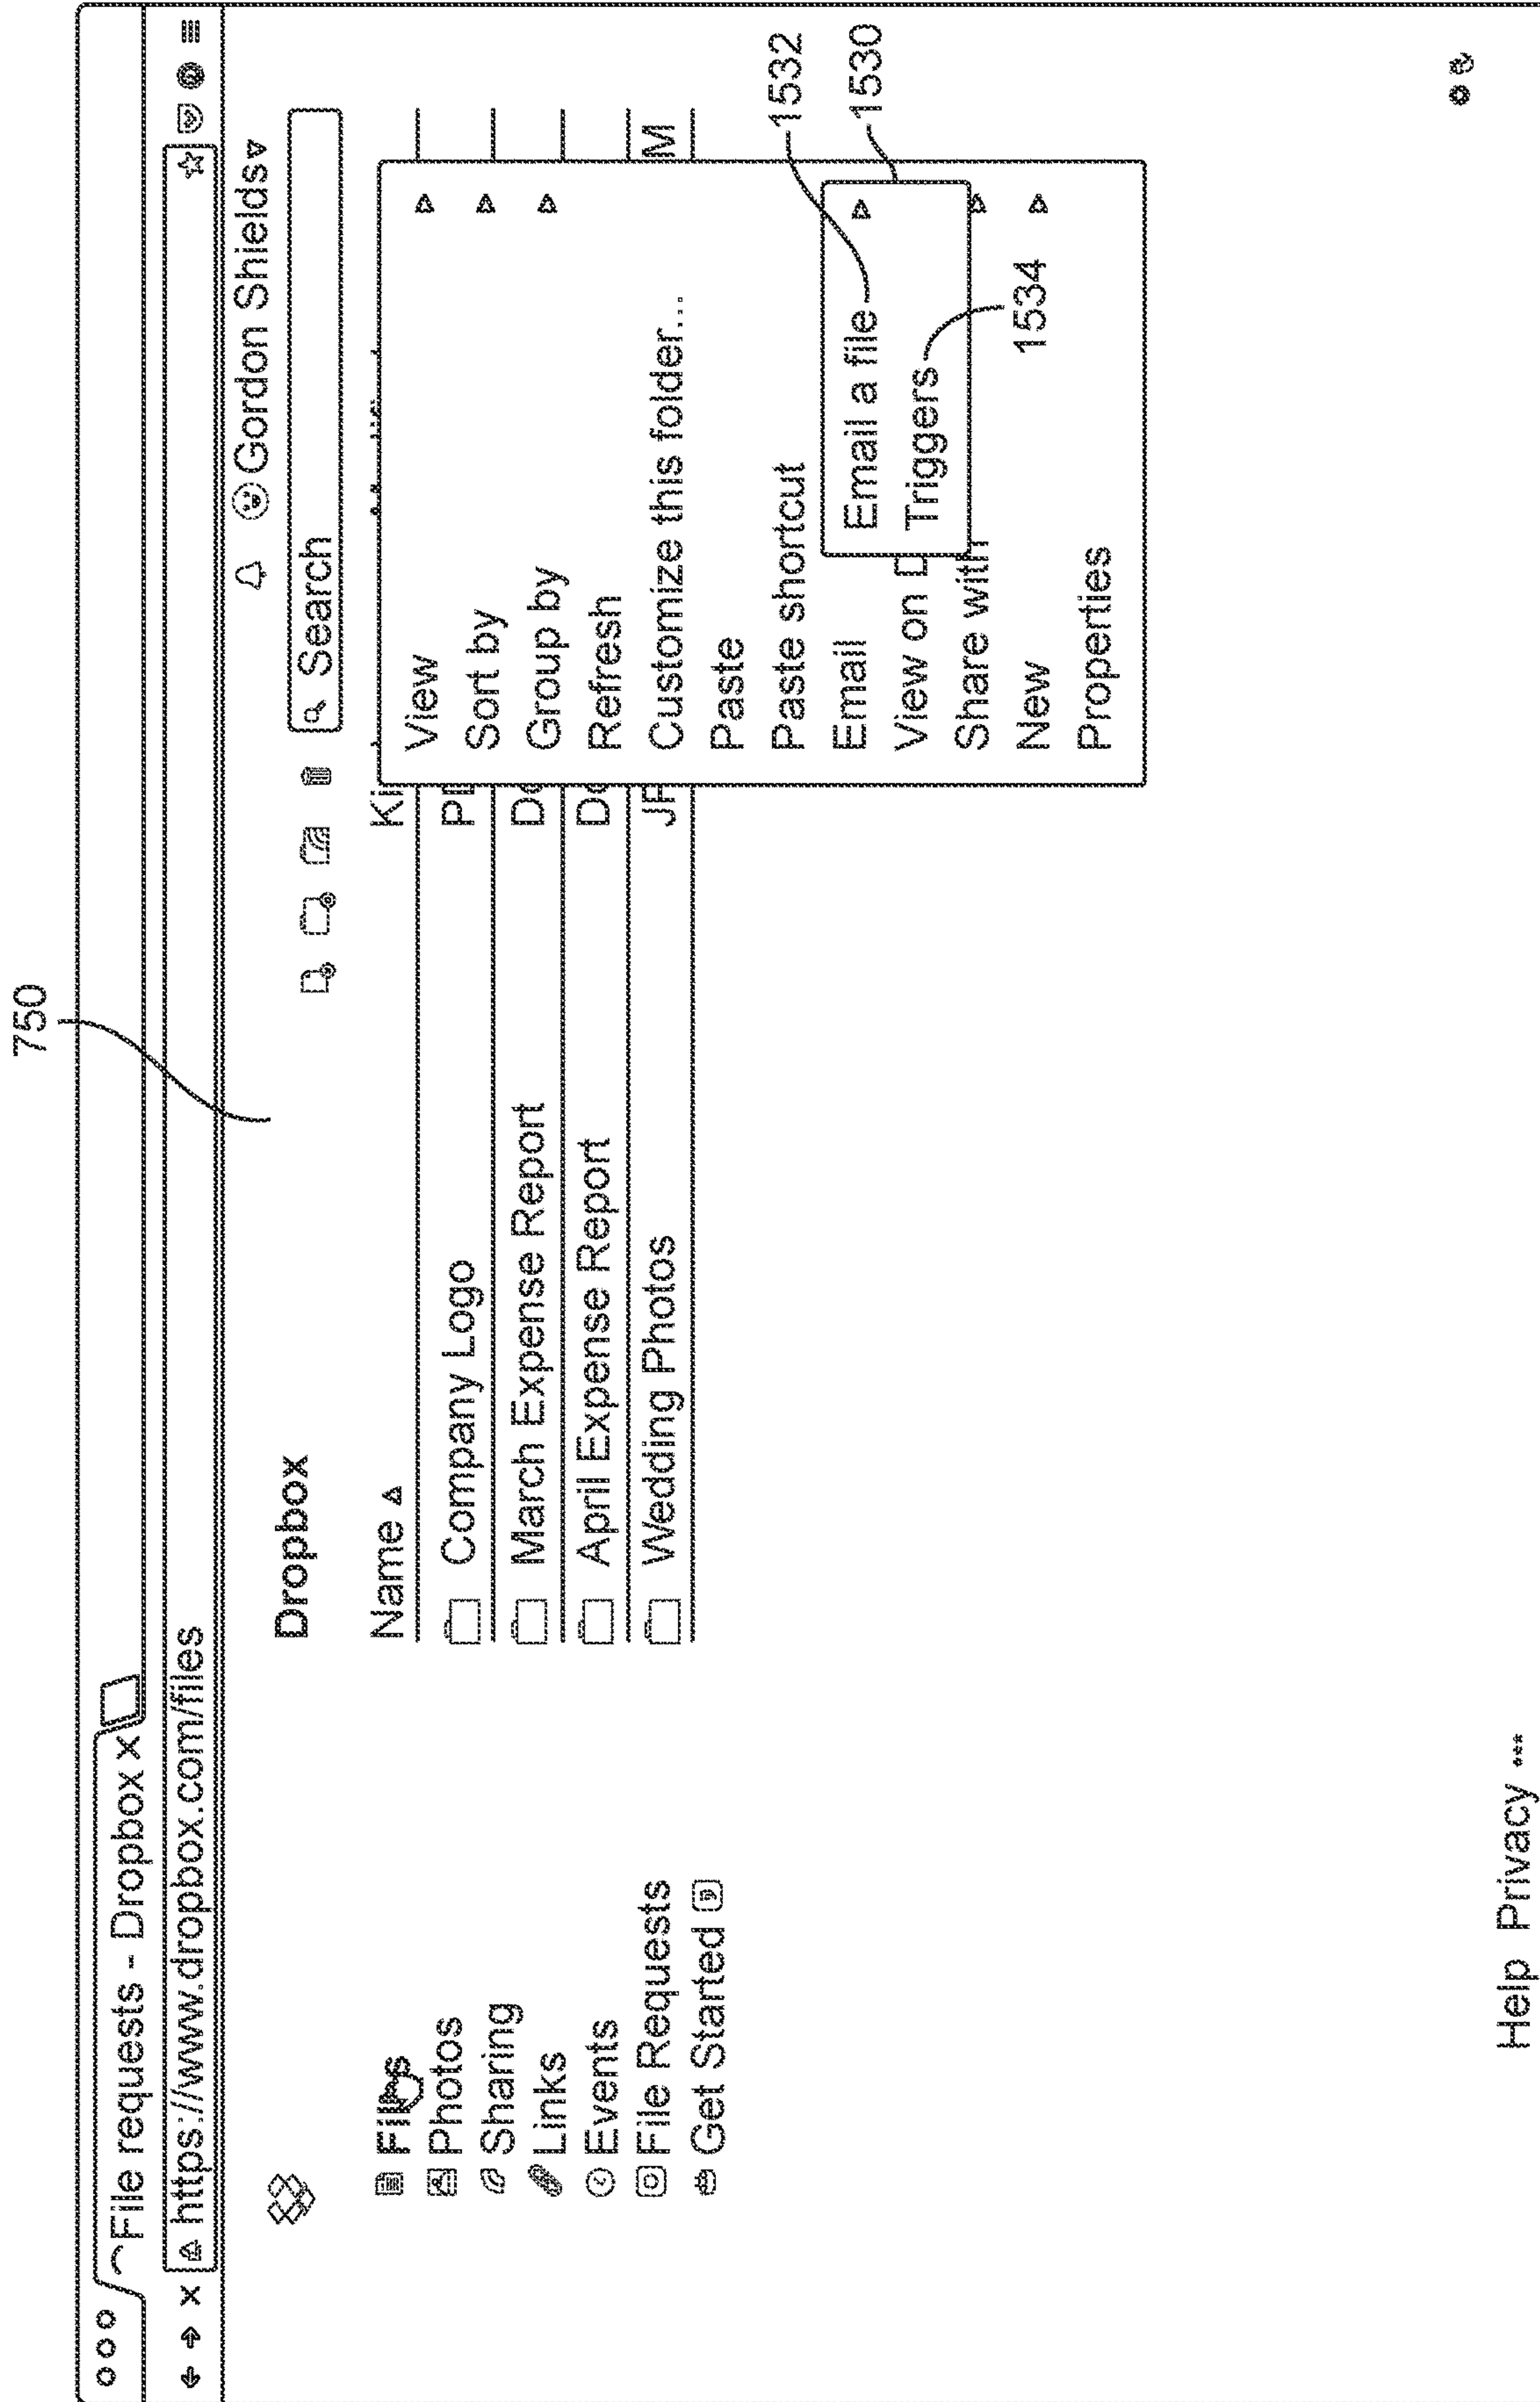 750
File requests - Dropbox x
https://www.dropbox.com/files
Gordon Shields
Dropbox
Search
Files
Photos
Sharing
Links
Events
File Requests
Get Started
Name
Company Logo
March Expense Report
April Expense Report
Wedding Photos
M
View
Sort by
Group by
Refresh
Customize this folder...
Paste
Paste shortcut
Email
View on
Share with
New
Properties
Email a file
Triggers
1532
1530
1534
Help Privacy ...